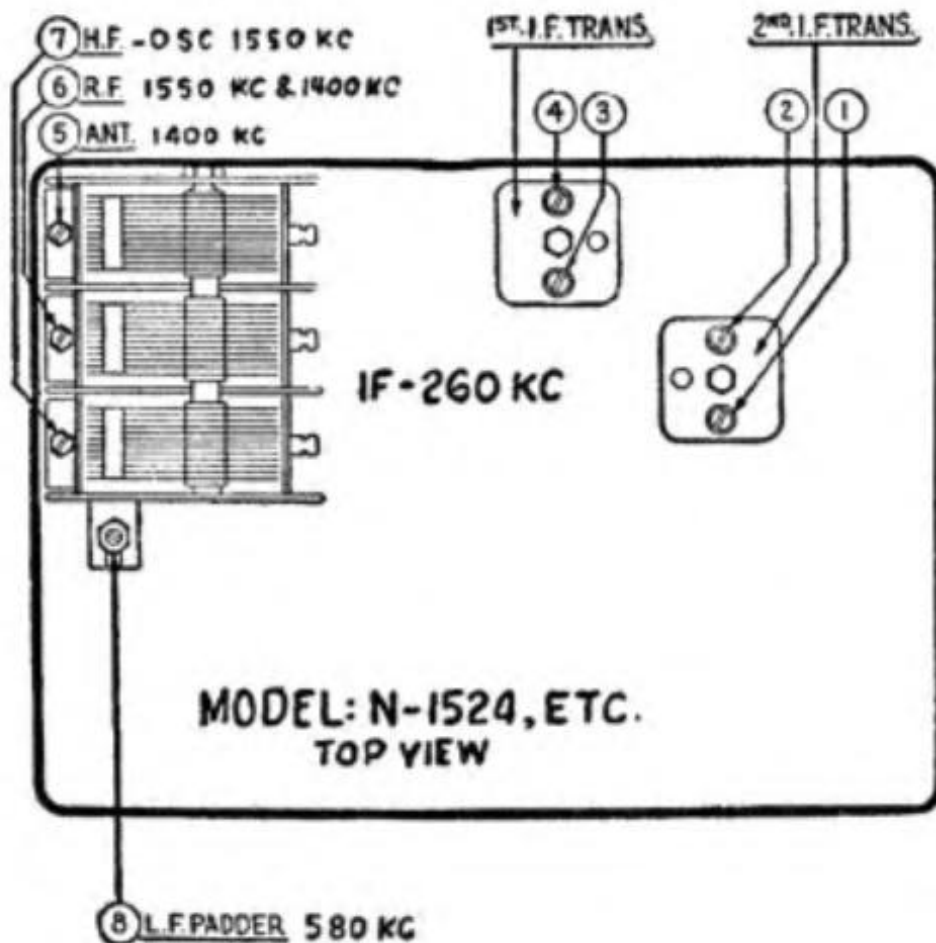 7 H.F.-OSC 1550 KC
6 R.F. 1550 KC & 1400 KC
5 ANT. 1400 KC
1ST. I.F. TRANS.
2ND. I.F. TRANS.
4 3
2 1
IF-260 KC
MODEL: N-1524, ETC.
TOP VIEW
8 L.F. PADDER 580 KC